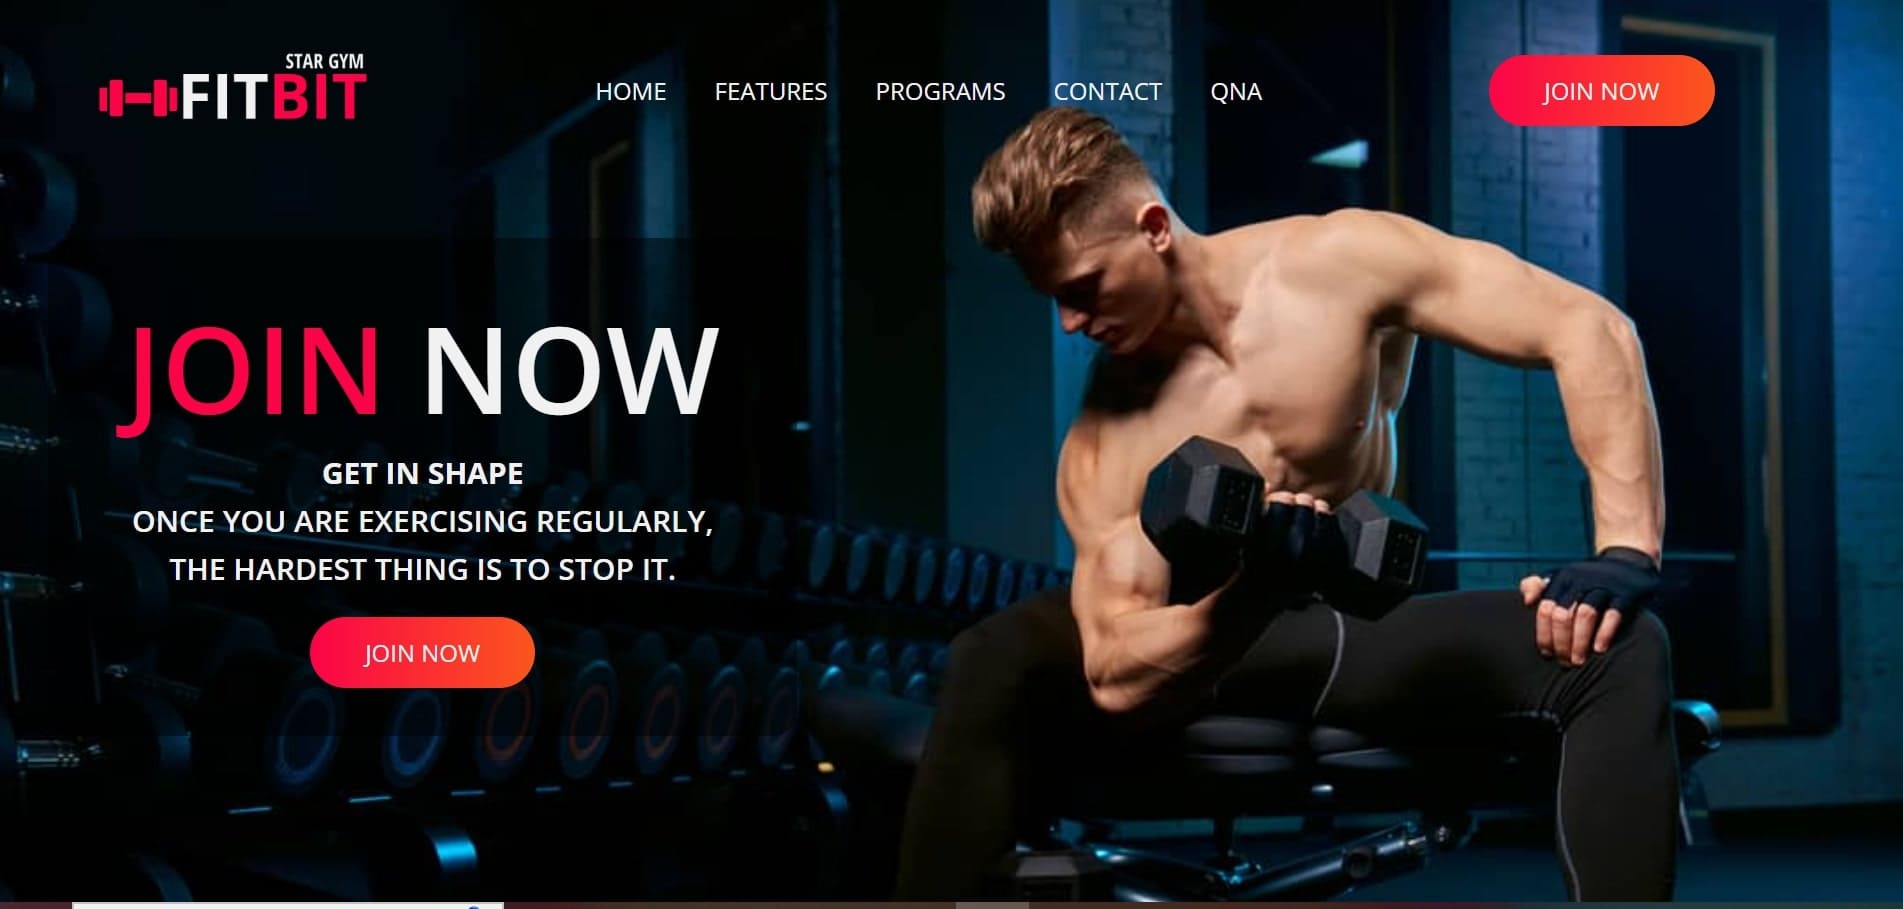 STAR GYM
FITBIT
HOME FEATURES PROGRAMS CONTACT QNA
JOIN NOW
JOIN NOW
GET IN SHAPE
ONCE YOU ARE EXERCISING REGULARLY,
THE HARDEST THING IS TO STOP IT.
JOIN NOW